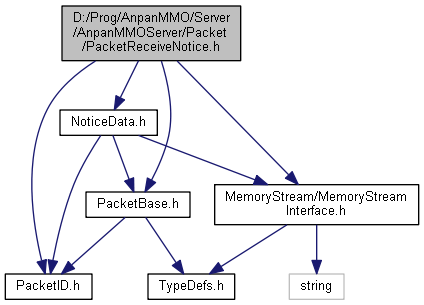 D:/Prog/AnpanMMO/Server
/AnpanMMOServer/Packet
/PacketReceiveNotice.h
NoticeData.h
PacketBase.h
MemoryStream/MemoryStream
Interface.h
PacketID.h
TypeDefs.h
string